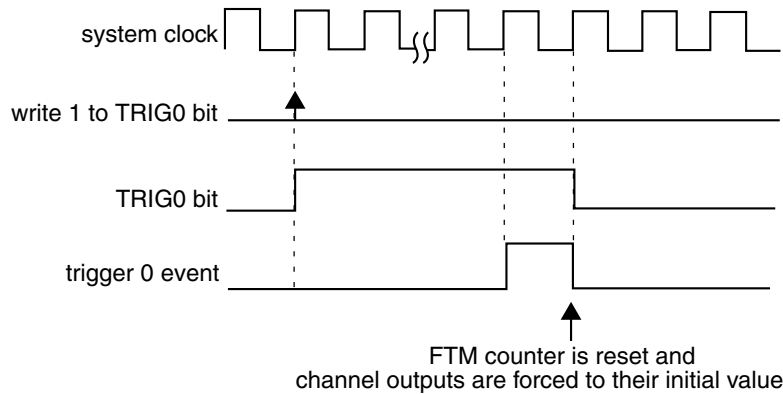 system clock
write 1 to TRIG0 bit
TRIG0 bit
trigger 0 event
FTM counter is reset and
channel outputs are forced to their initial value